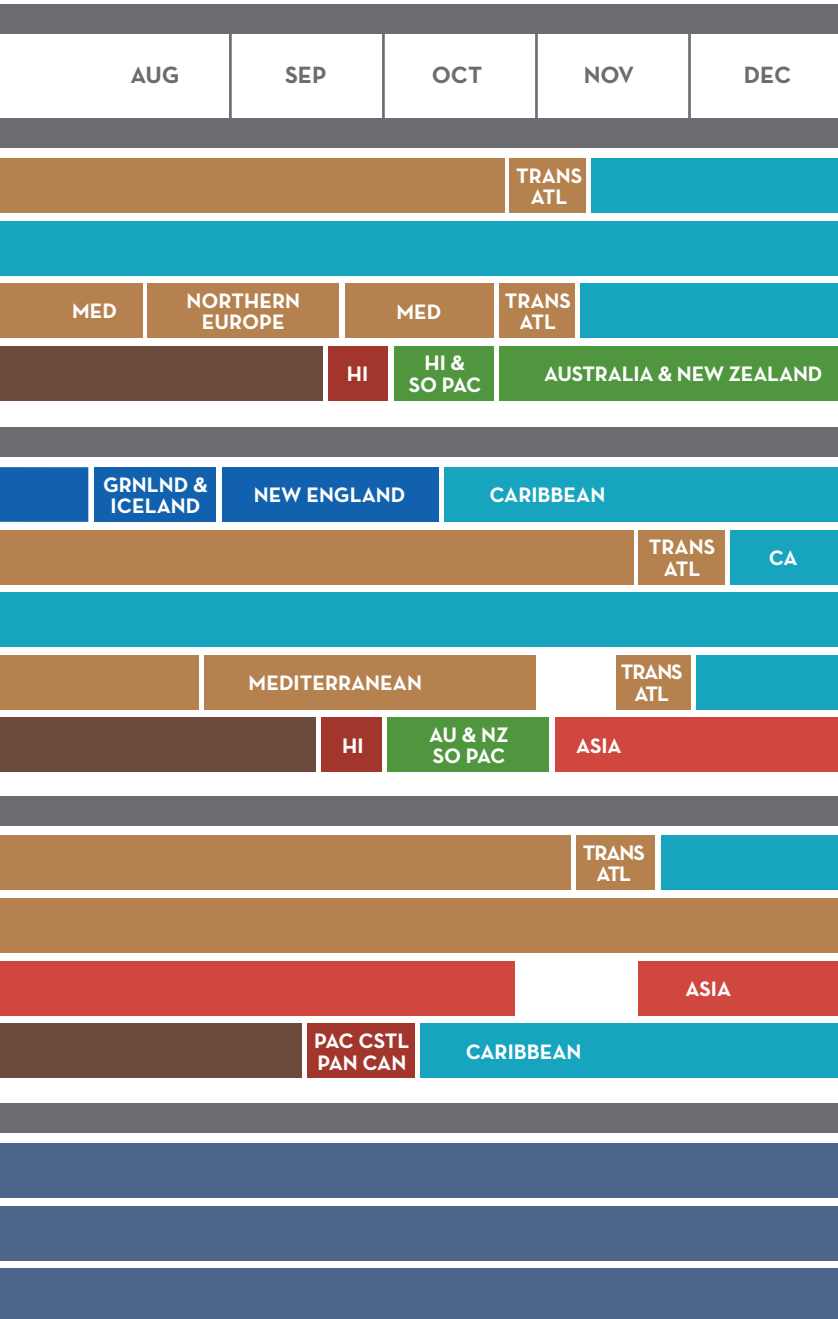 AUG SEP OCT NOV DEC
TRANS
ATL
MED
NORTHERN
EUROPE
MED
TRANS
ATL
HI
HI &
SO PAC
AUSTRALIA & NEW ZEALAND
GRNLND &
ICELAND
NEW ENGLAND
CARIBBEAN
TRANS
ATL
CA
MEDITERRANEAN
TRANS
ATL
HI
AU & NZ
SO PAC
ASIA
TRANS
ATL
ASIA
PAC CSTL
PAN CAN
CARIBBEAN